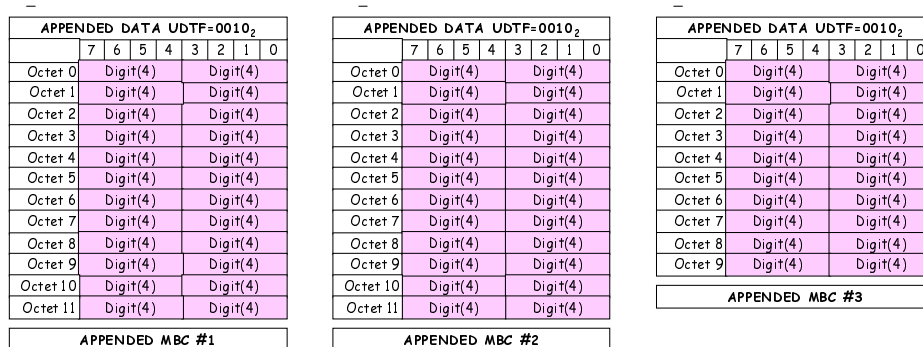 APPENDED DATA UDTF=0010₂
7 6 5 4 3 2 1 0
Octet 0 Digit(4) Digit(4)
Octet 1 Digit(4) Digit(4)
Octet 2 Digit(4) Digit(4)
Octet 3 Digit(4) Digit(4)
Octet 4 Digit(4) Digit(4)
Octet 5 Digit(4) Digit(4)
Octet 6 Digit(4) Digit(4)
Octet 7 Digit(4) Digit(4)
Octet 8 Digit(4) Digit(4)
Octet 9 Digit(4) Digit(4)
Octet 10 Digit(4) Digit(4)
Octet 11 Digit(4) Digit(4)
APPENDED MBC #1
APPENDED DATA UDTF=0010₂
7 6 5 4 3 2 1 0
Octet 0 Digit(4) Digit(4)
Octet 1 Digit(4) Digit(4)
Octet 2 Digit(4) Digit(4)
Octet 3 Digit(4) Digit(4)
Octet 4 Digit(4) Digit(4)
Octet 5 Digit(4) Digit(4)
Octet 6 Digit(4) Digit(4)
Octet 7 Digit(4) Digit(4)
Octet 8 Digit(4) Digit(4)
Octet 9 Digit(4) Digit(4)
Octet 10 Digit(4) Digit(4)
Octet 11 Digit(4) Digit(4)
APPENDED MBC #2
APPENDED DATA UDTF=0010₂
7 6 5 4 3 2 1 0
Octet 0 Digit(4) Digit(4)
Octet 1 Digit(4) Digit(4)
Octet 2 Digit(4) Digit(4)
Octet 3 Digit(4) Digit(4)
Octet 4 Digit(4) Digit(4)
Octet 5 Digit(4) Digit(4)
Octet 6 Digit(4) Digit(4)
Octet 7 Digit(4) Digit(4)
Octet 8 Digit(4) Digit(4)
Octet 9 Digit(4) Digit(4)
APPENDED MBC #3